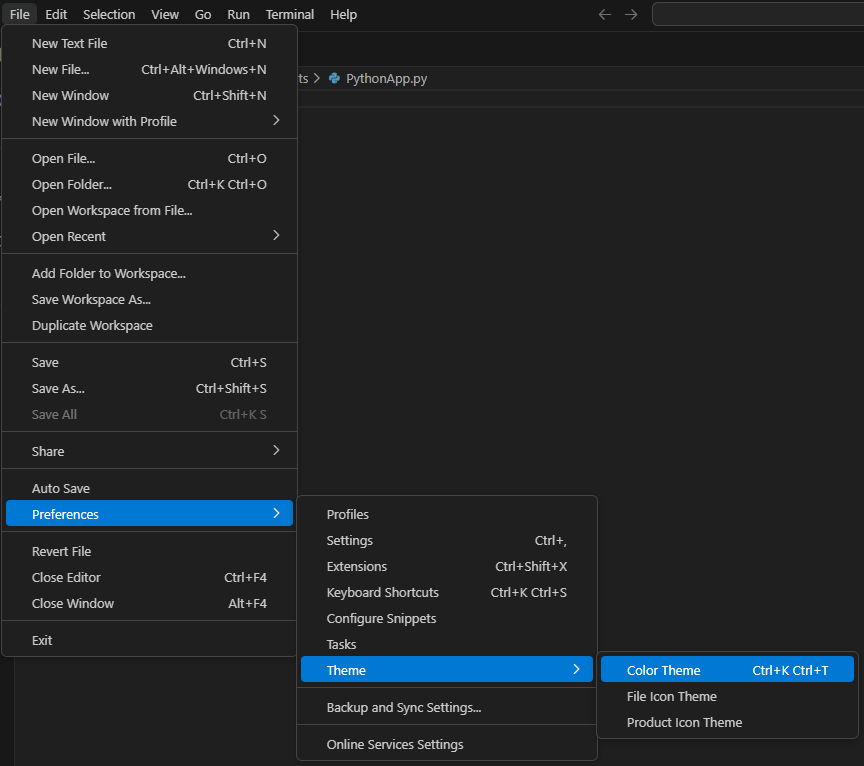 File Edit Selection View Go Run Terminal Help
New Text File Ctrl+N
New File... Ctrl+Alt+Windows+N
ts > PythonApp.py
New Window Ctrl+Shift+N
New Window with Profile
Open File... Ctrl+O
Open Folder... Ctrl+K Ctrl+O
Open Workspace from File...
Open Recent
Add Folder to Workspace...
Save Workspace As...
Duplicate Workspace
Save Ctrl+S
Save As... Ctrl+Shift+S
Save All Ctrl+K S
Share
Auto Save
Preferences
Revert File
Close Editor Ctrl+F4
Close Window Alt+F4
Exit
Profiles
Settings Ctrl+,
Extensions Ctrl+Shift+X
Keyboard Shortcuts Ctrl+K Ctrl+S
Configure Snippets
Tasks
Theme
Backup and Sync Settings...
Online Services Settings
Color Theme Ctrl+K Ctrl+T
File Icon Theme
Product Icon Theme